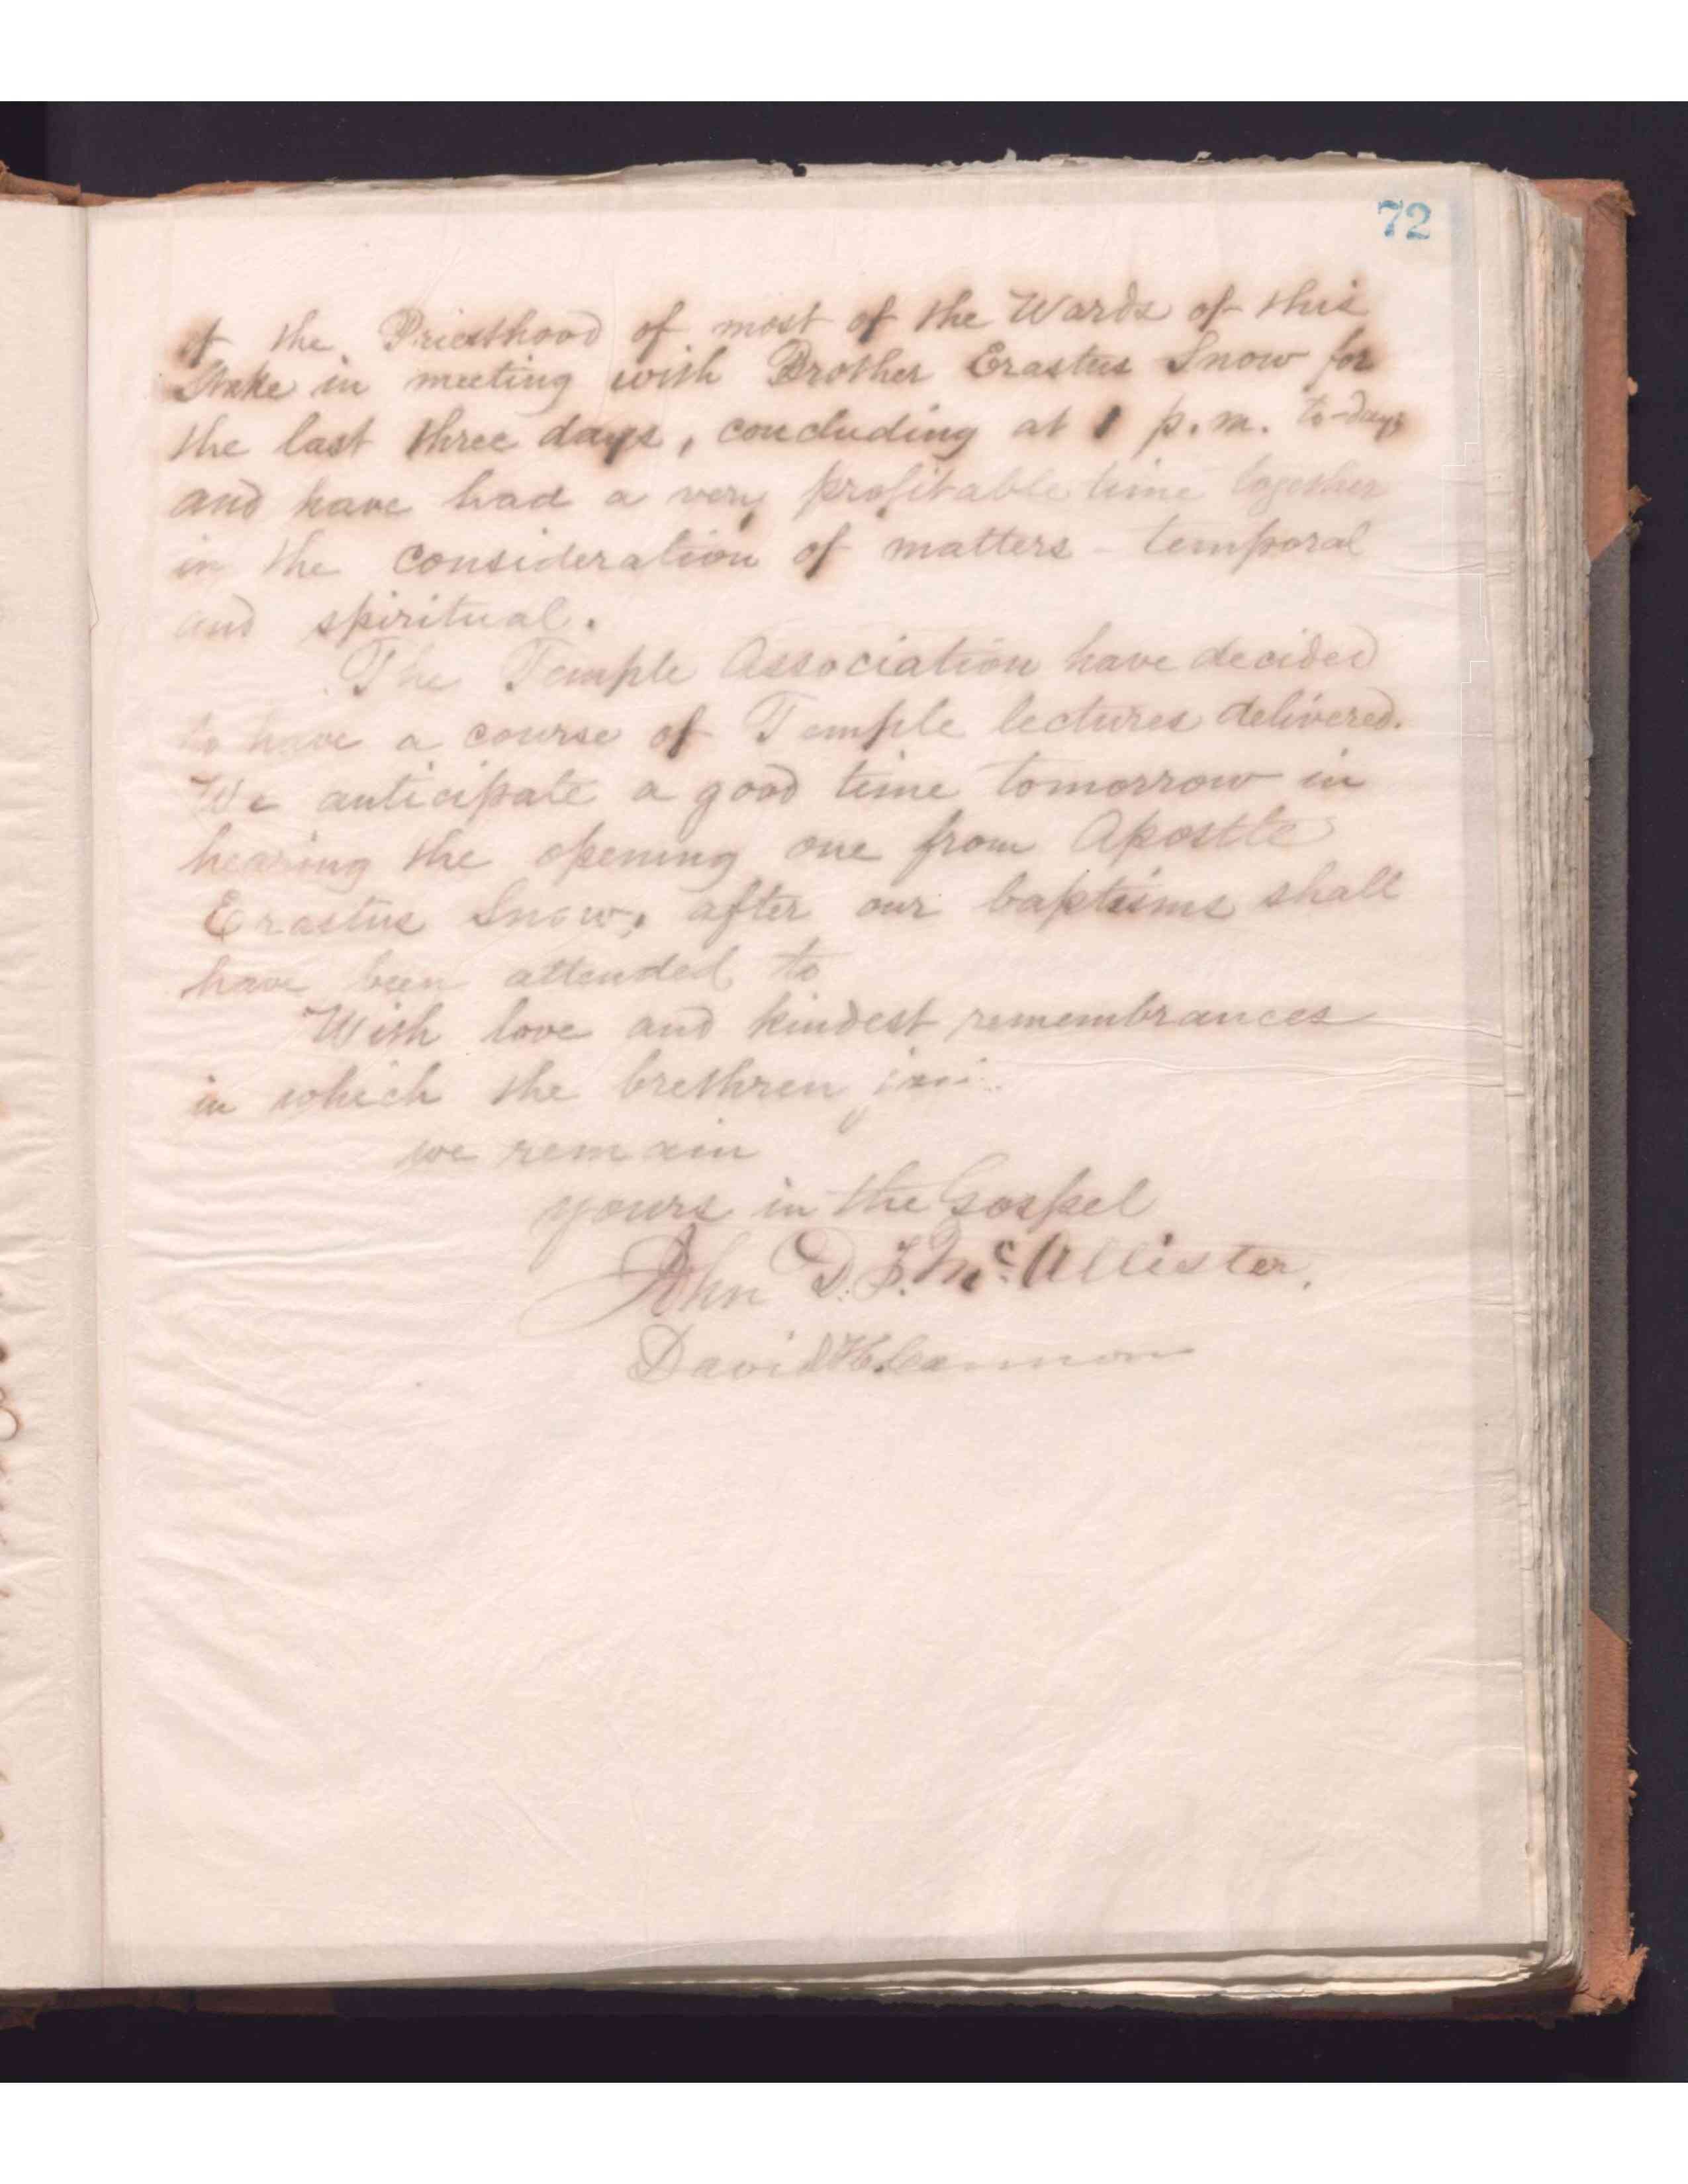 72
of the Priesthood of most of the Wards of this
Stake in meeting with Brother Erastus Snow for
the last three days, concluding at 1 p.m. to-day,
and have had a very profitable time together
in the consideration of matters - temporal
and spiritual.
The Temple Association have decided
to have a course of Temple lectures delivered.
We anticipate a good time tomorrow in
hearing the opening one from Apostle
Erastus Snow, after our baptisms shall
have been attended to
With love and kindest remembrances
in which the brethren join
we remain
yours in the Gospel
John D. T. McAllister.
David H. Cannon